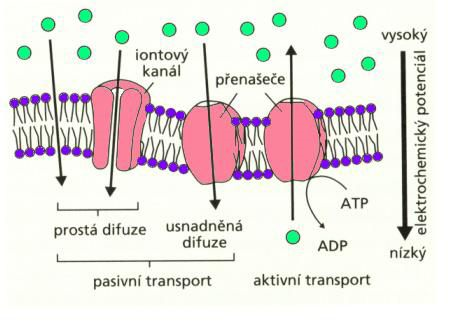 iontový
kanál
přenašeče
vysoký
elektrochemický potenciál
nízký
ATP
ADP
prostá difuze
usnadněná
difuze
pasivní transport
aktivní transport